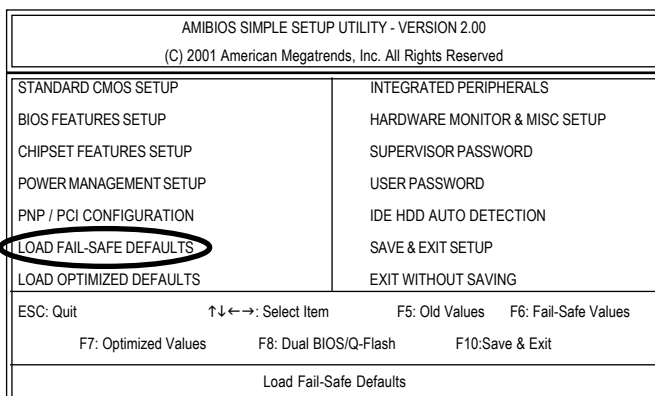 AMIBIOS SIMPLE SETUP UTILITY - VERSION 2.00
(C) 2001 American Megatrends, Inc. All Rights Reserved
STANDARD CMOS SETUP
BIOS FEATURES SETUP
CHIPSET FEATURES SETUP
POWER MANAGEMENT SETUP
PNP / PCI CONFIGURATION
LOAD FAIL-SAFE DEFAULTS
LOAD OPTIMIZED DEFAULTS
INTEGRATED PERIPHERALS
HARDWARE MONITOR & MISC SETUP
SUPERVISOR PASSWORD
USER PASSWORD
IDE HDD AUTO DETECTION
SAVE & EXIT SETUP
EXIT WITHOUT SAVING
ESC: Quit ↑↓←→: Select Item F5: Old Values F6: Fail-Safe Values
F7: Optimized Values F8: Dual BIOS/Q-Flash F10:Save & Exit
Load Fail-Safe Defaults